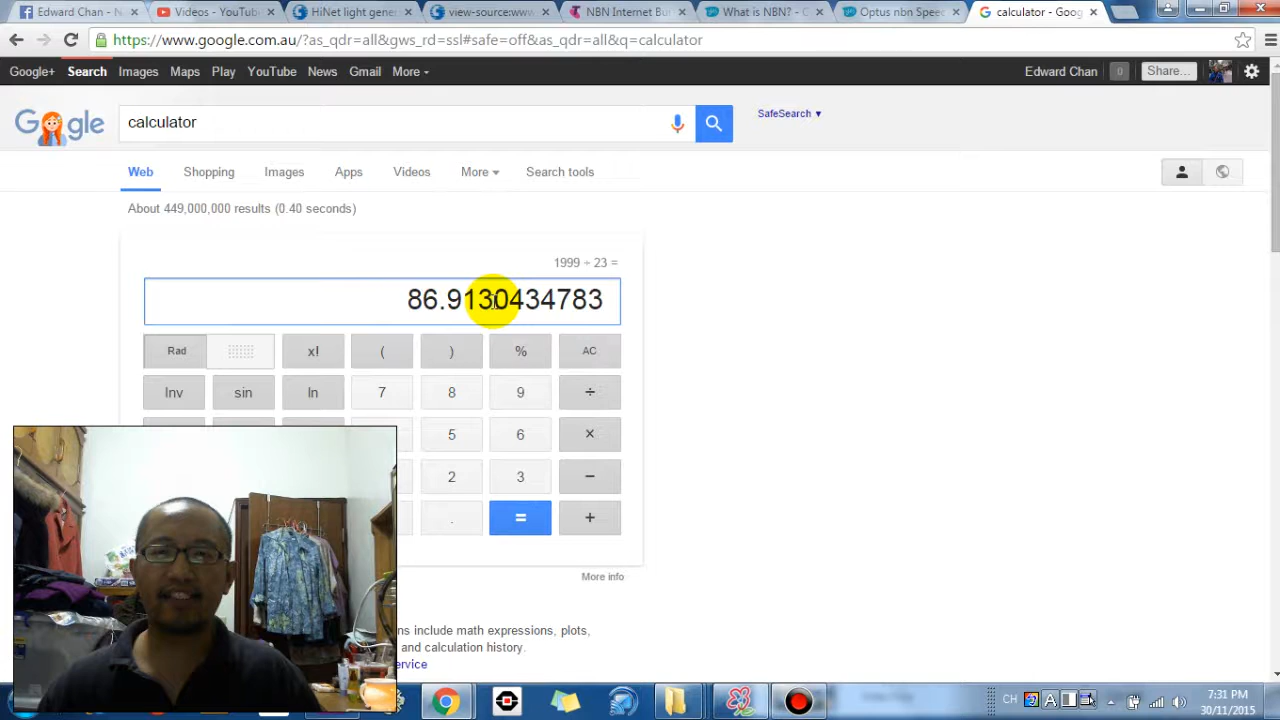 Edward Chan - N
Videos - YouTube
HiNet light gene
view-source:www
NBN Internet Bu
What is NBN? - O
Optus nbn Speed
calculator - Goog
https://www.google.com.au/?as_qdr=all&gws_rd=ssl#safe=off&as_qdr=all&q=calculator
Google+ Search Images Maps Play YouTube News Gmail More
Edward Chan 0 Share...
Google
calculator
SafeSearch
Web Shopping Images Apps Videos More Search tools
About 449,000,000 results (0.40 seconds)
1999 ÷ 23 =
86.9130434783
Rad x! ( ) % AC
Inv sin ln 7 8 9 ÷
5 6 ×
2 3 −
. = +
More info
ns include math expressions, plots,
and calculation history.
ervice
CH
7:31 PM
30/11/2015